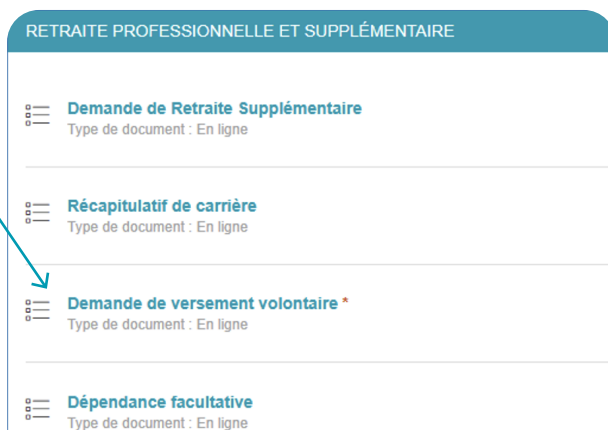 RETRAITE PROFESSIONNELLE ET SUPPLÉMENTAIRE
Demande de Retraite Supplémentaire
Type de document : En ligne
Récapitulatif de carrière
Type de document : En ligne
Demande de versement volontaire *
Type de document : En ligne
Dépendance facultative
Type de document : En ligne